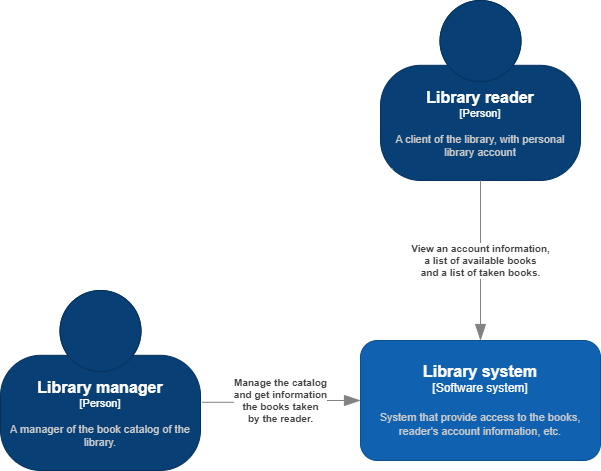 Library reader
[Person]
A client of the library, with personal
library account
View an account information,
a list of available books
and a list of taken books.
Library manager
[Person]
A manager of the book catalog of the
library.
Manage the catalog
and get information
the books taken
by the reader.
Library system
[Software system]
System that provide access to the books,
reader's account information, etc.